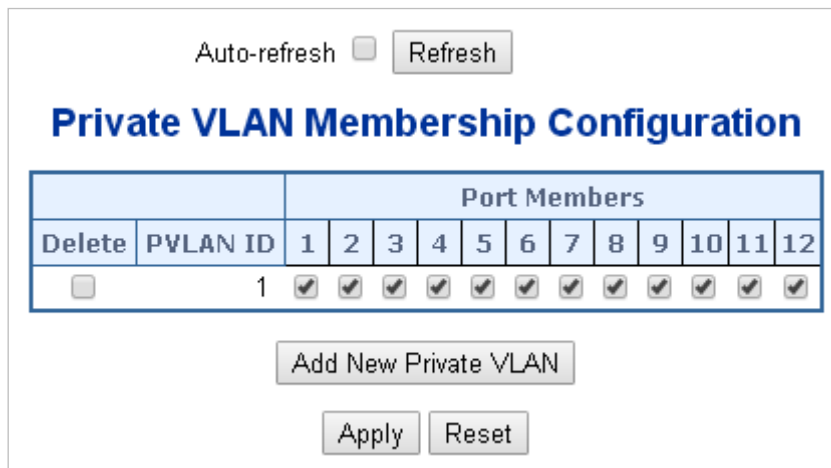 Auto-refresh Refresh
Private VLAN Membership Configuration
Port Members
Delete PVLAN ID 1 2 3 4 5 6 7 8 9 10 11 12
1
Add New Private VLAN
Apply Reset